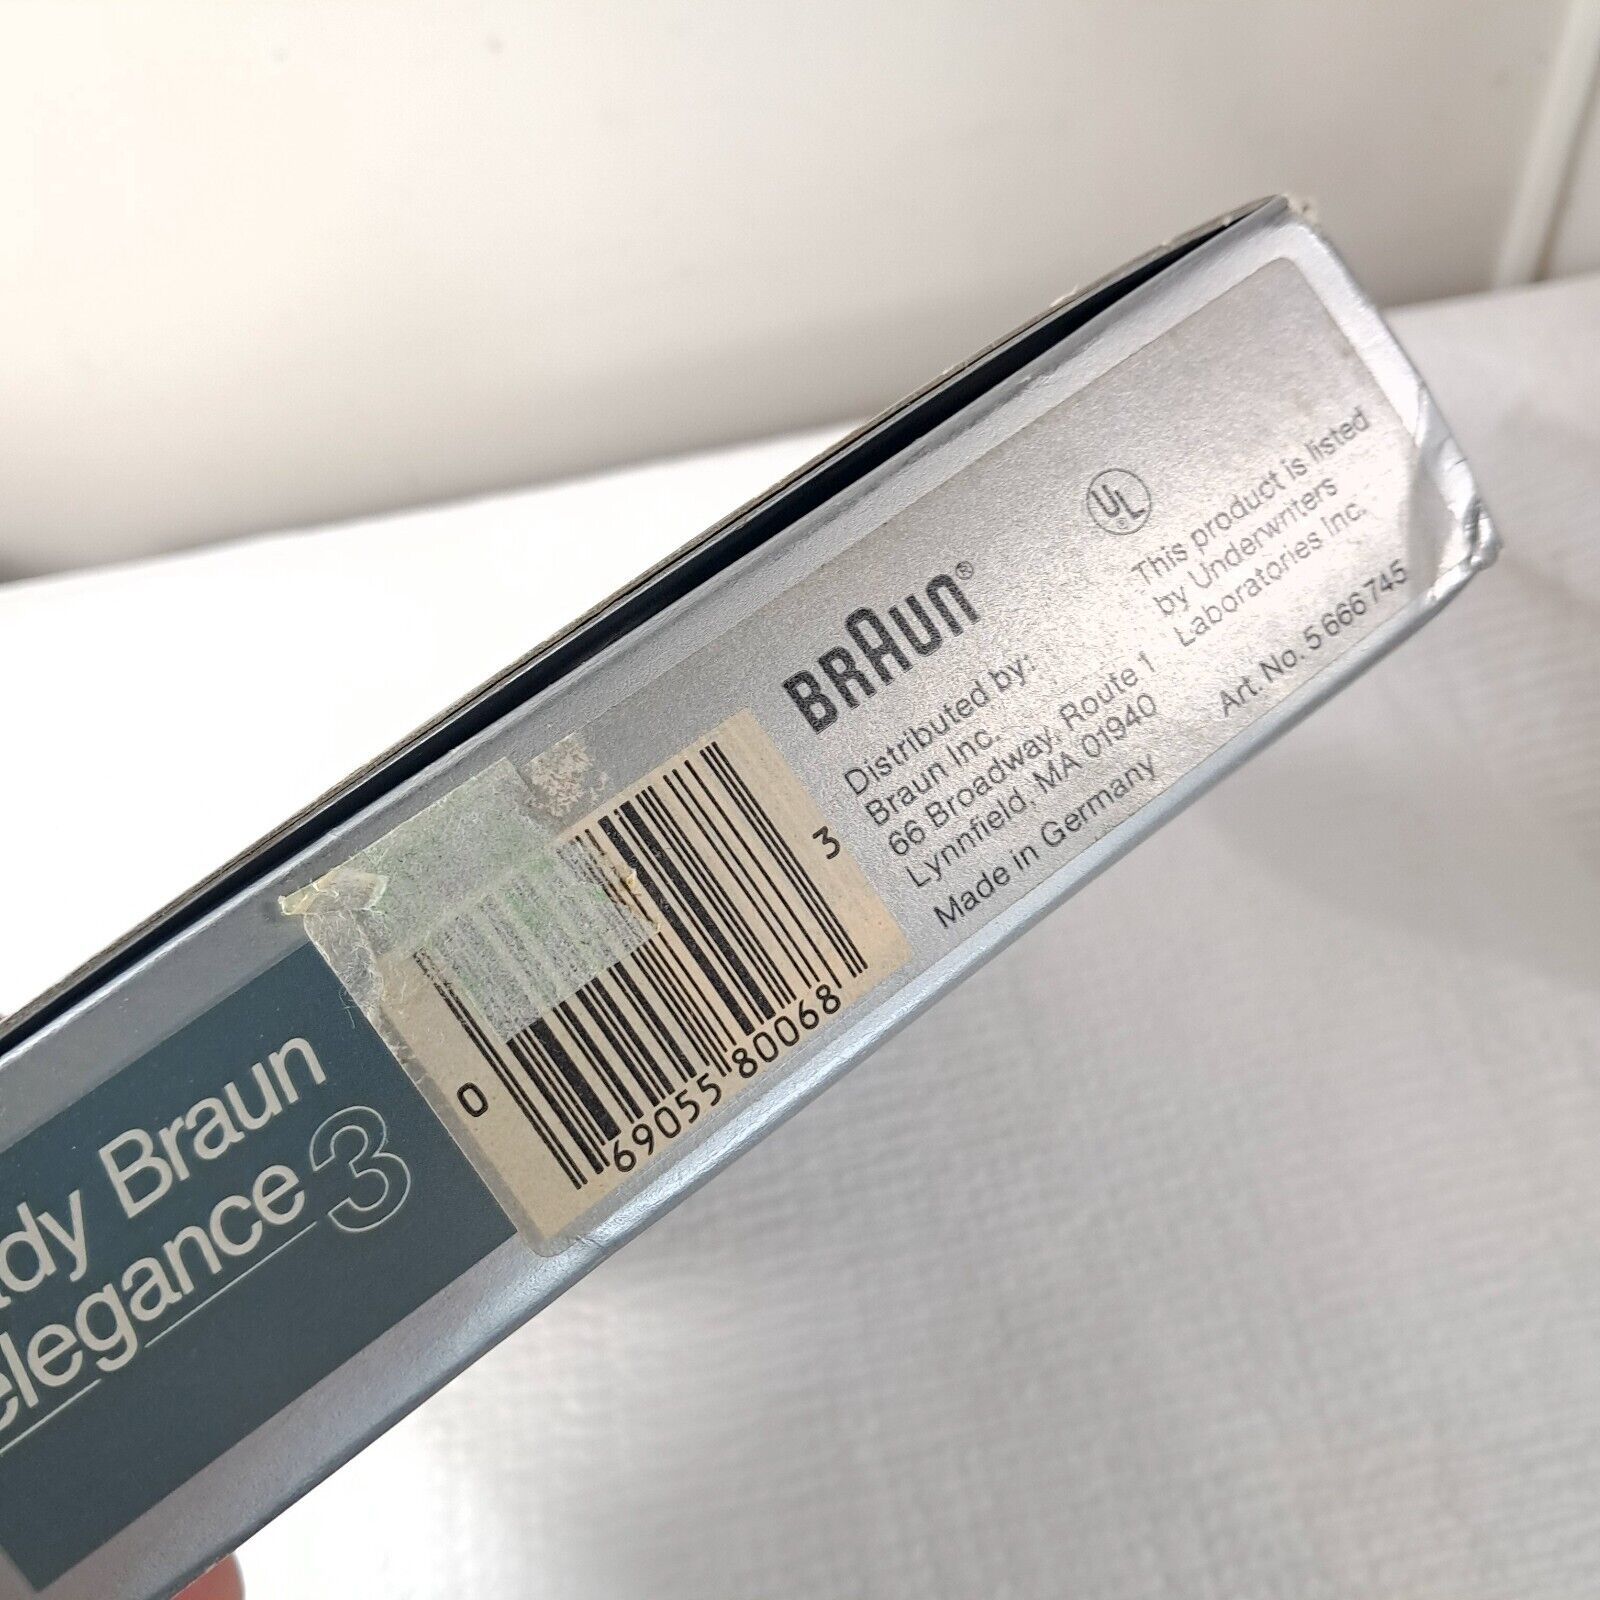 Braun
elegance 3
0 69055 80068 3
BRAUN®
Distributed by:
Braun Inc.
66 Broadway, Route 1
Lynnfield, MA 01940
Made in Germany
UL®
This product is listed
by Underwriters
Laboratories Inc.
Art. No. 5 666 745